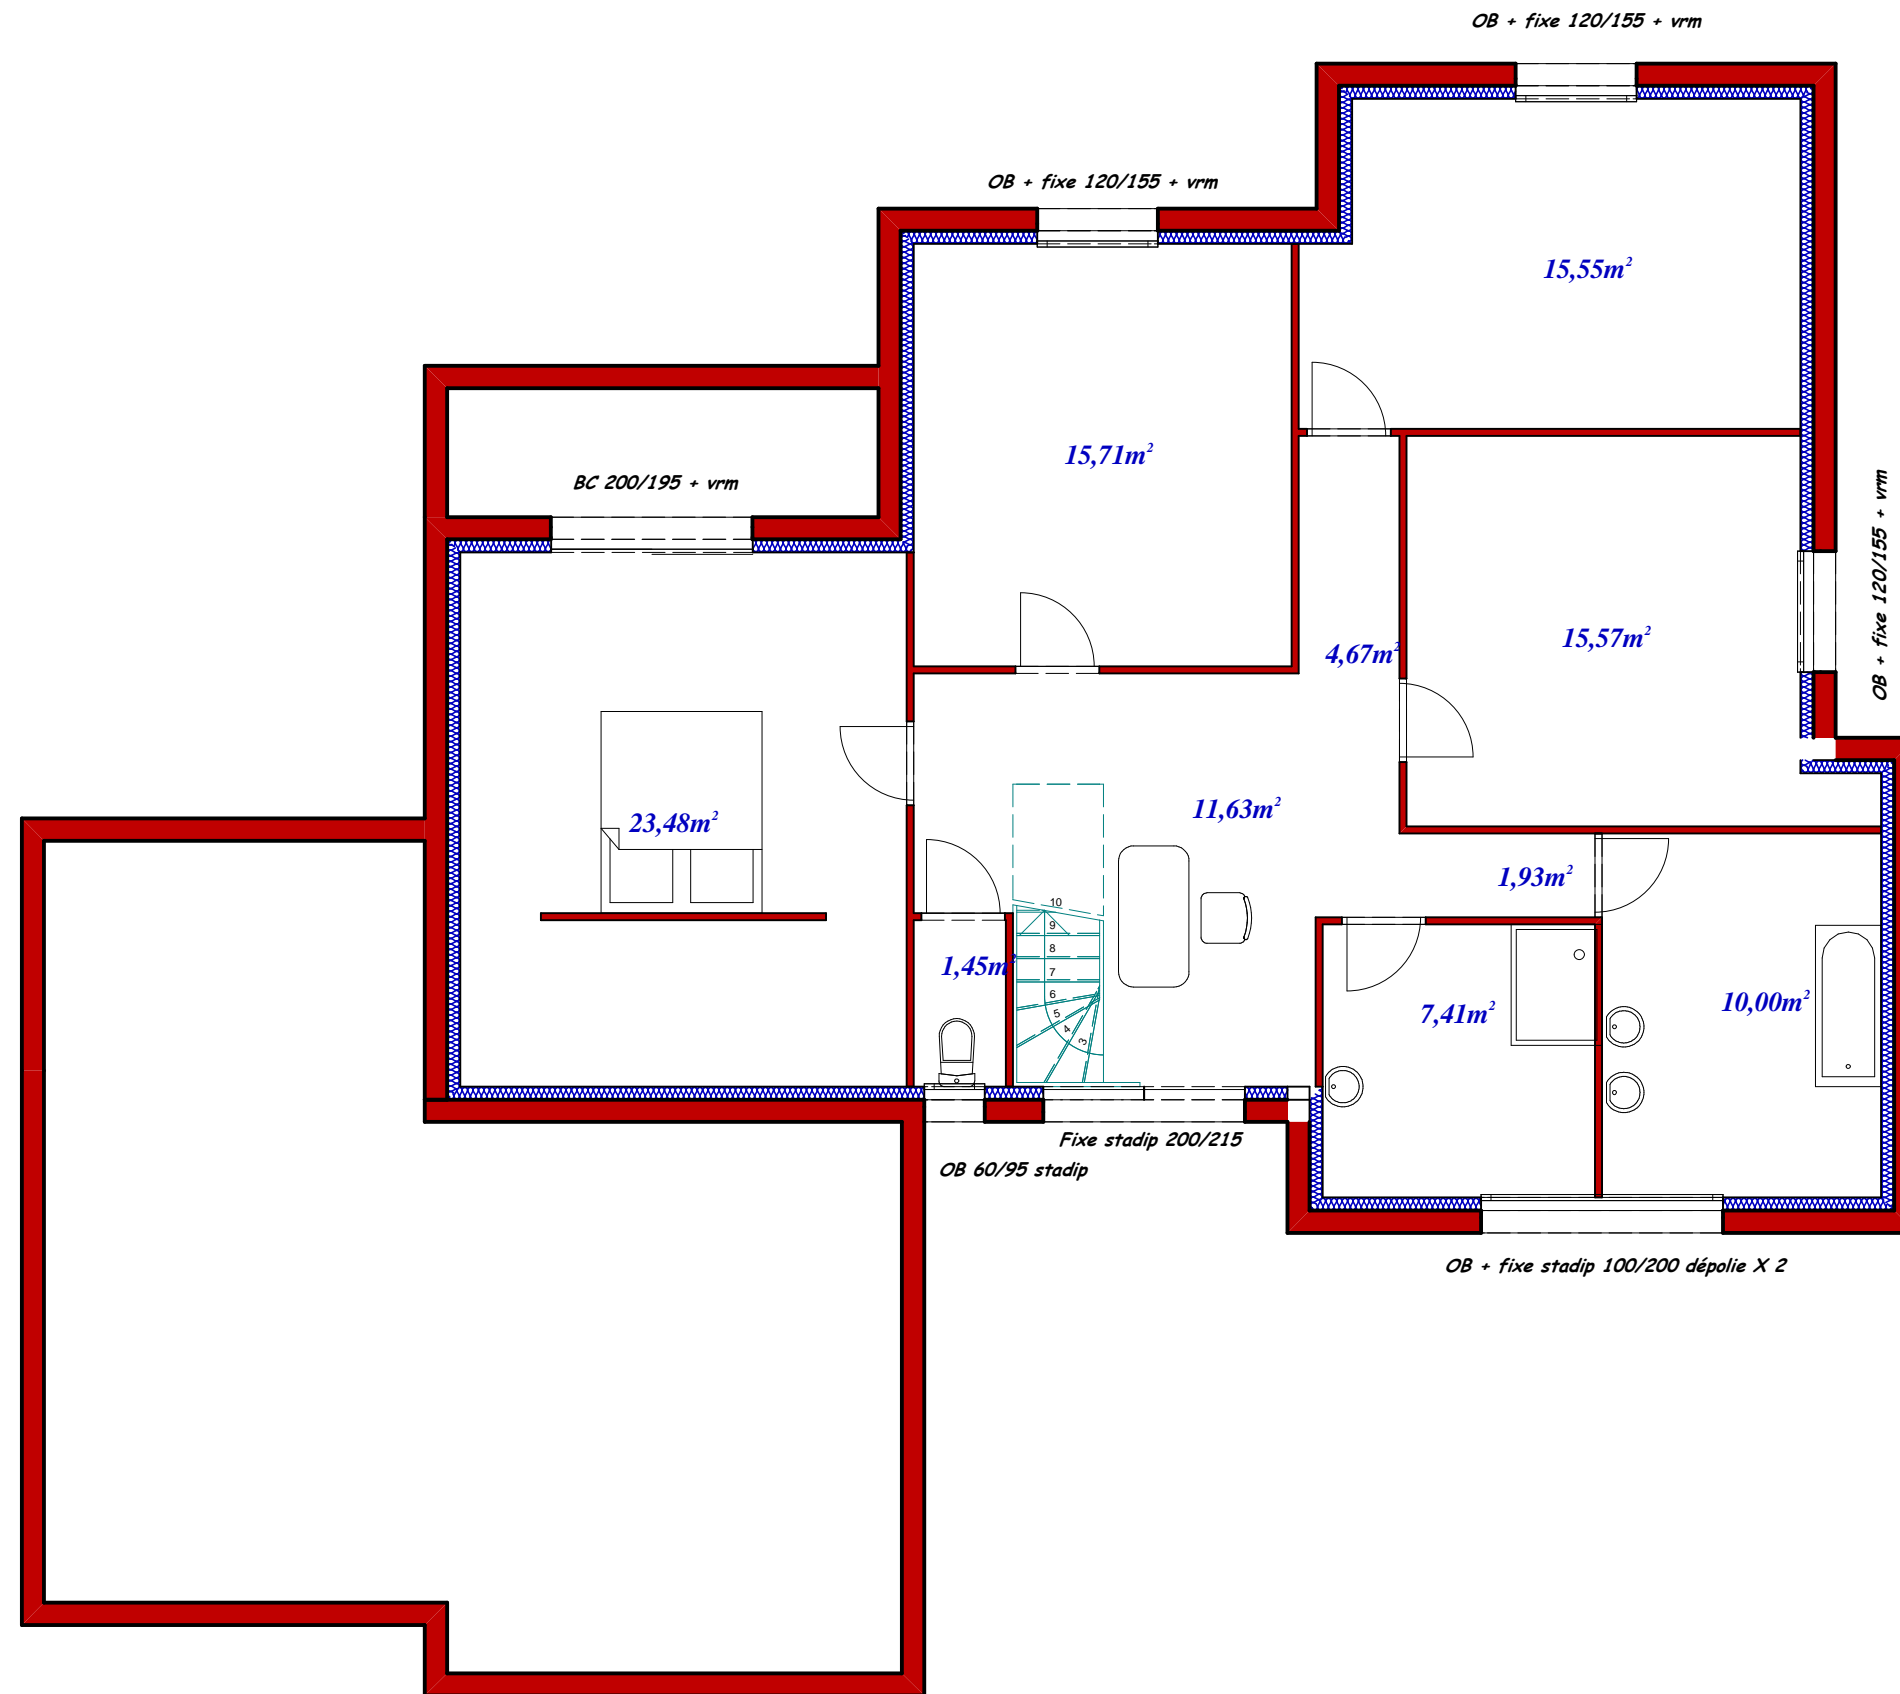 OB + fixe 120/155 + vrm
OB + fixe 120/155 + vrm
15,55m²
15,71m²
BC 200/195 + vrm
OB + fixe 120/155 + vrm
15,57m²
4,67m²
23,48m²
11,63m²
1,93m²
10
9
8
7
6
5
4
3
1,45m²
7,41m²
10,00m²
Fixe stadip 200/215
OB 60/95 stadip
OB + fixe stadip 100/200 dépolie X 2